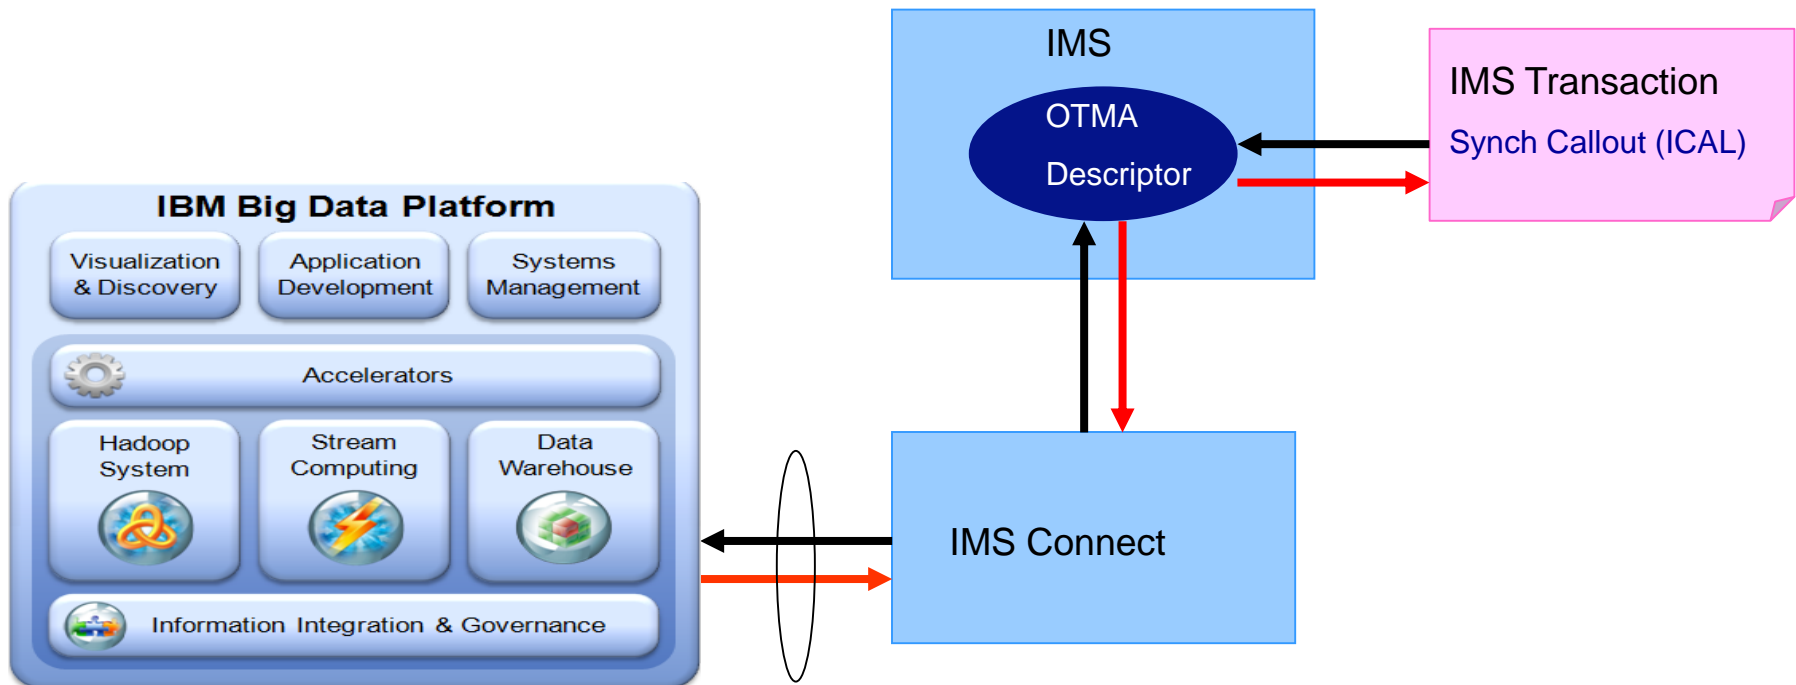 IMS
OTMA
Descriptor
IMS Transaction
Synch Callout (ICAL)
IBM Big Data Platform
Visualization
& Discovery
Application
Development
Systems
Management
Accelerators
Hadoop
System
Stream
Computing
Data
Warehouse
Information Integration & Governance
IMS Connect